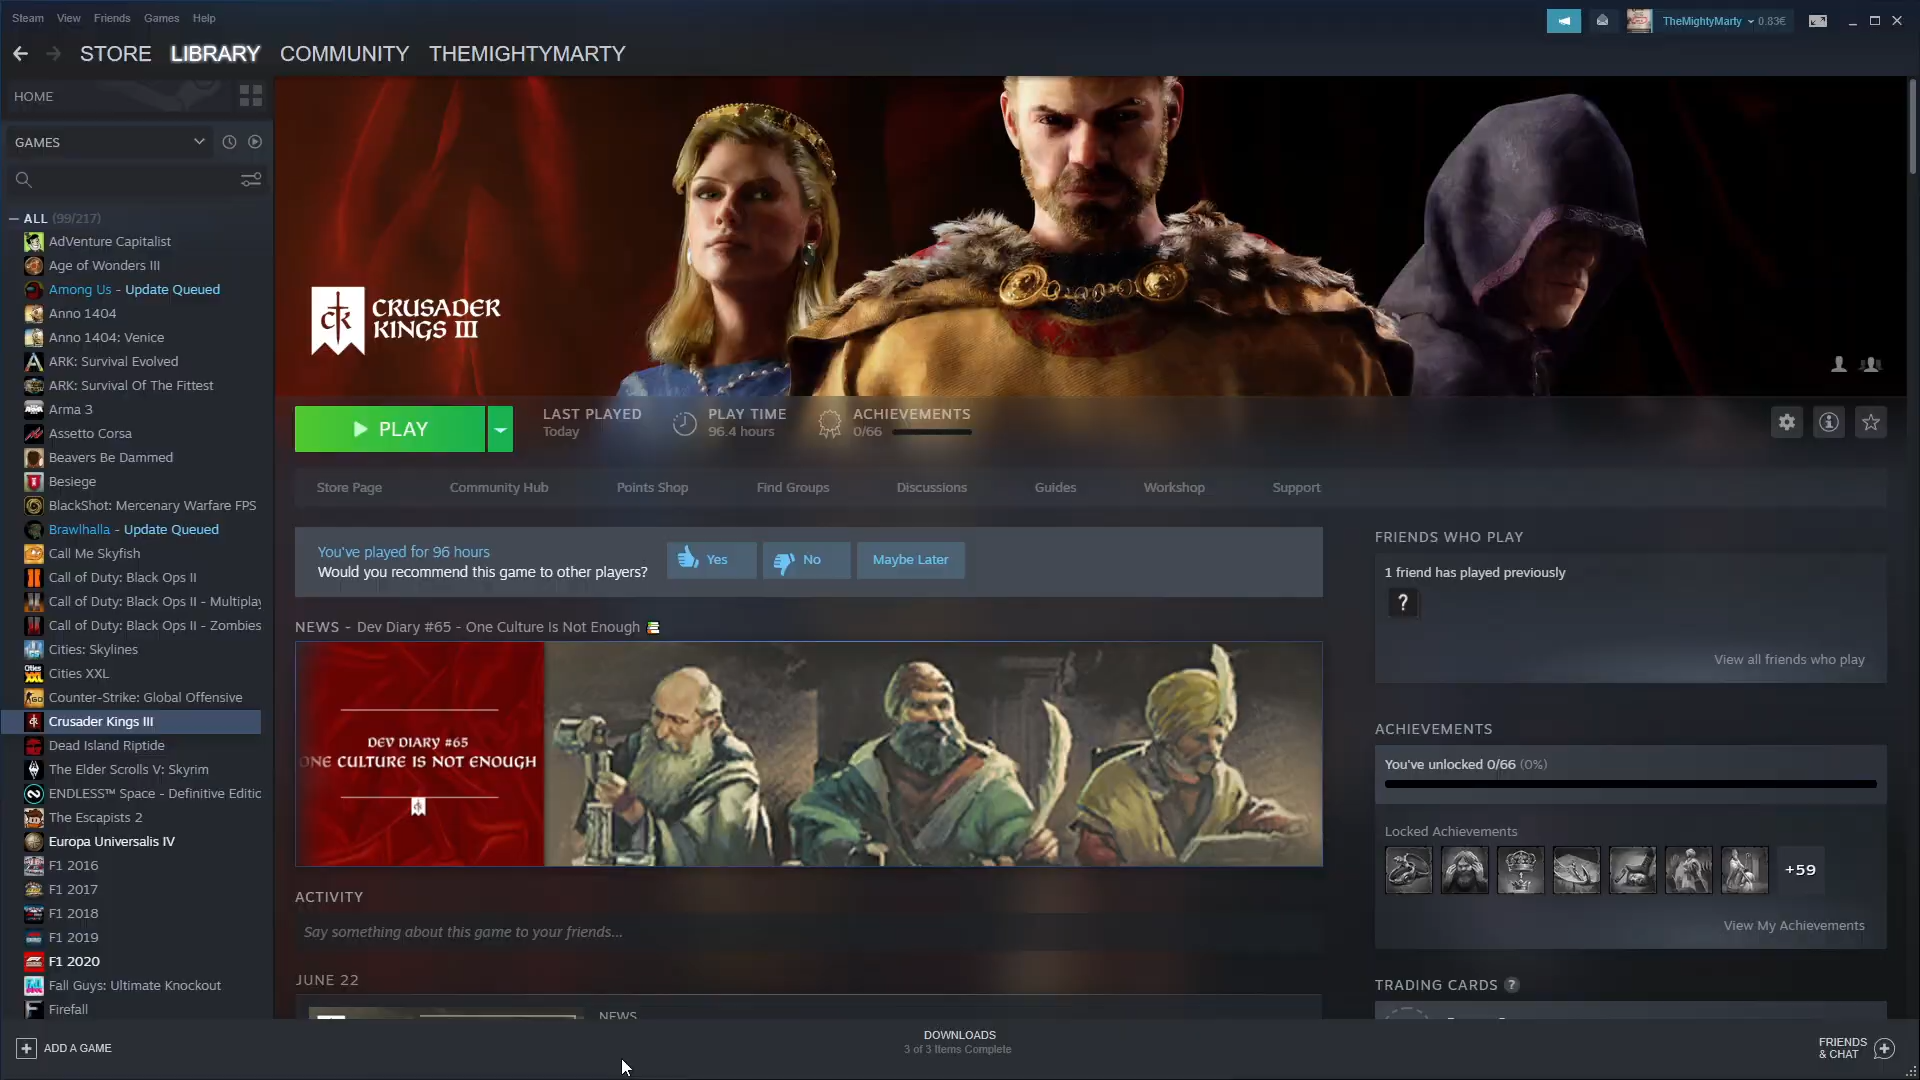 Steam View Friends Games Help
TheMightyMarty 0.83€
STORE LIBRARY COMMUNITY THEMIGHTYMARTY
HOME
GAMES
ALL (99/217)
AdVenture Capitalist
Age of Wonders III
Among Us - Update Queued
Anno 1404
Anno 1404: Venice
ARK: Survival Evolved
ARK: Survival Of The Fittest
Arma 3
Assetto Corsa
Beavers Be Dammed
Besiege
BlackShot: Mercenary Warfare FPS
Brawlhalla - Update Queued
Call Me Skyfish
Call of Duty: Black Ops II
Call of Duty: Black Ops II - Multiplay
Call of Duty: Black Ops II - Zombies
Cities: Skylines
Cities XXL
Counter-Strike: Global Offensive
Crusader Kings III
Dead Island Riptide
The Elder Scrolls V: Skyrim
ENDLESS™ Space - Definitive Editic
The Escapists 2
Europa Universalis IV
F1 2016
F1 2017
F1 2018
F1 2019
F1 2020
Fall Guys: Ultimate Knockout
Firefall
CRUSADER
KINGS III
PLAY
LAST PLAYED
Today
PLAY TIME
96.4 hours
ACHIEVEMENTS
0/66
Store Page Community Hub Points Shop Find Groups Discussions Guides Workshop Support
You've played for 96 hours
Would you recommend this game to other players?
Yes
No
Maybe Later
NEWS - Dev Diary #65 - One Culture Is Not Enough
DEV DIARY #65
ONE CULTURE IS NOT ENOUGH
ACTIVITY
Say something about this game to your friends...
JUNE 22
NEWS
FRIENDS WHO PLAY
1 friend has played previously
?
View all friends who play
ACHIEVEMENTS
You've unlocked 0/66 (0%)
Locked Achievements
+59
View My Achievements
TRADING CARDS ?
ADD A GAME
DOWNLOADS
3 of 3 Items Complete
FRIENDS
& CHAT